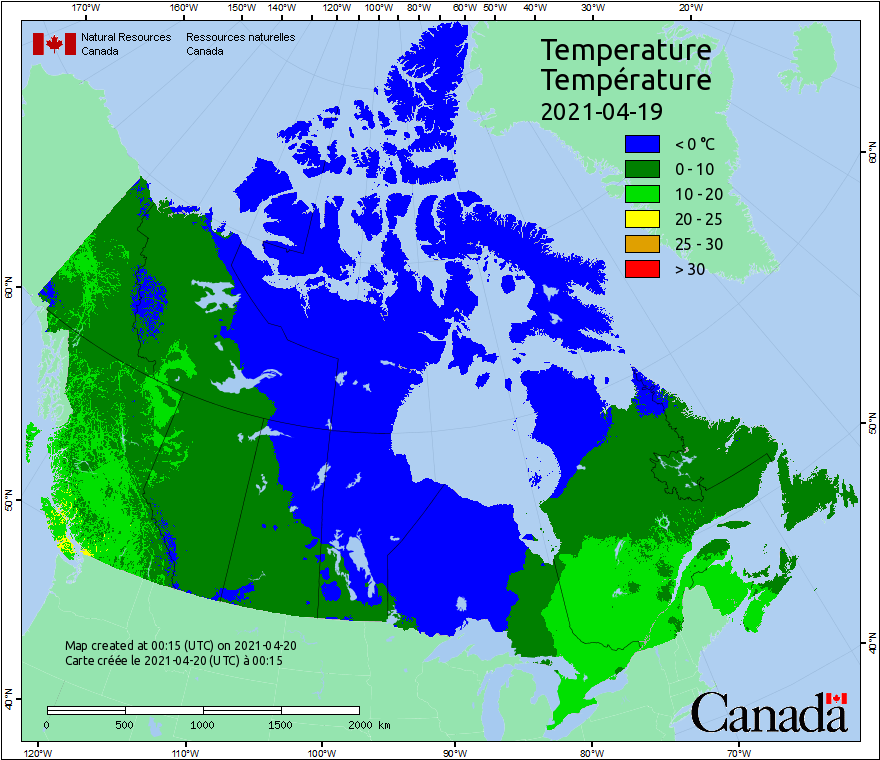 170°W 160°W 150°W 140°W 130°W 120°W 110°W 100°W 90°W 80°W 60°W 50°W 40°W 30°W 20°W
Natural Resources Ressources naturelles
Canada Canada
Temperature
Température
2021-04-19
< 0 °C
0 - 10
10 - 20
20 - 25
25 - 30
> 30
60°N
60°N
50°N
50°N
40°N
40°N
Map created at 00:15 (UTC) on 2021-04-20
Carte créée le 2021-04-20 (UTC) à 00:15
0 500 1000 1500 2000 km
Canada
120°W 110°W 100°W 90°W 80°W 70°W